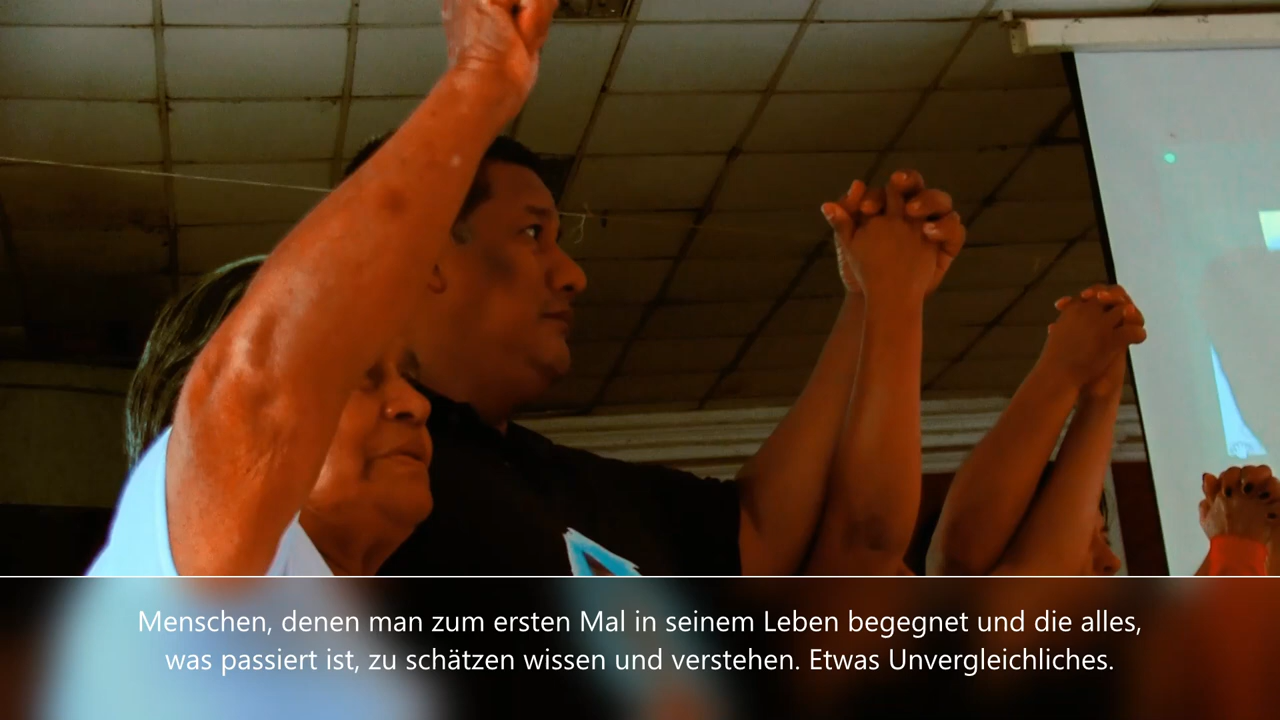 Menschen, denen man zum ersten Mal in seinem Leben begegnet und die alles,
was passiert ist, zu schätzen wissen und verstehen. Etwas Unvergleichliches.